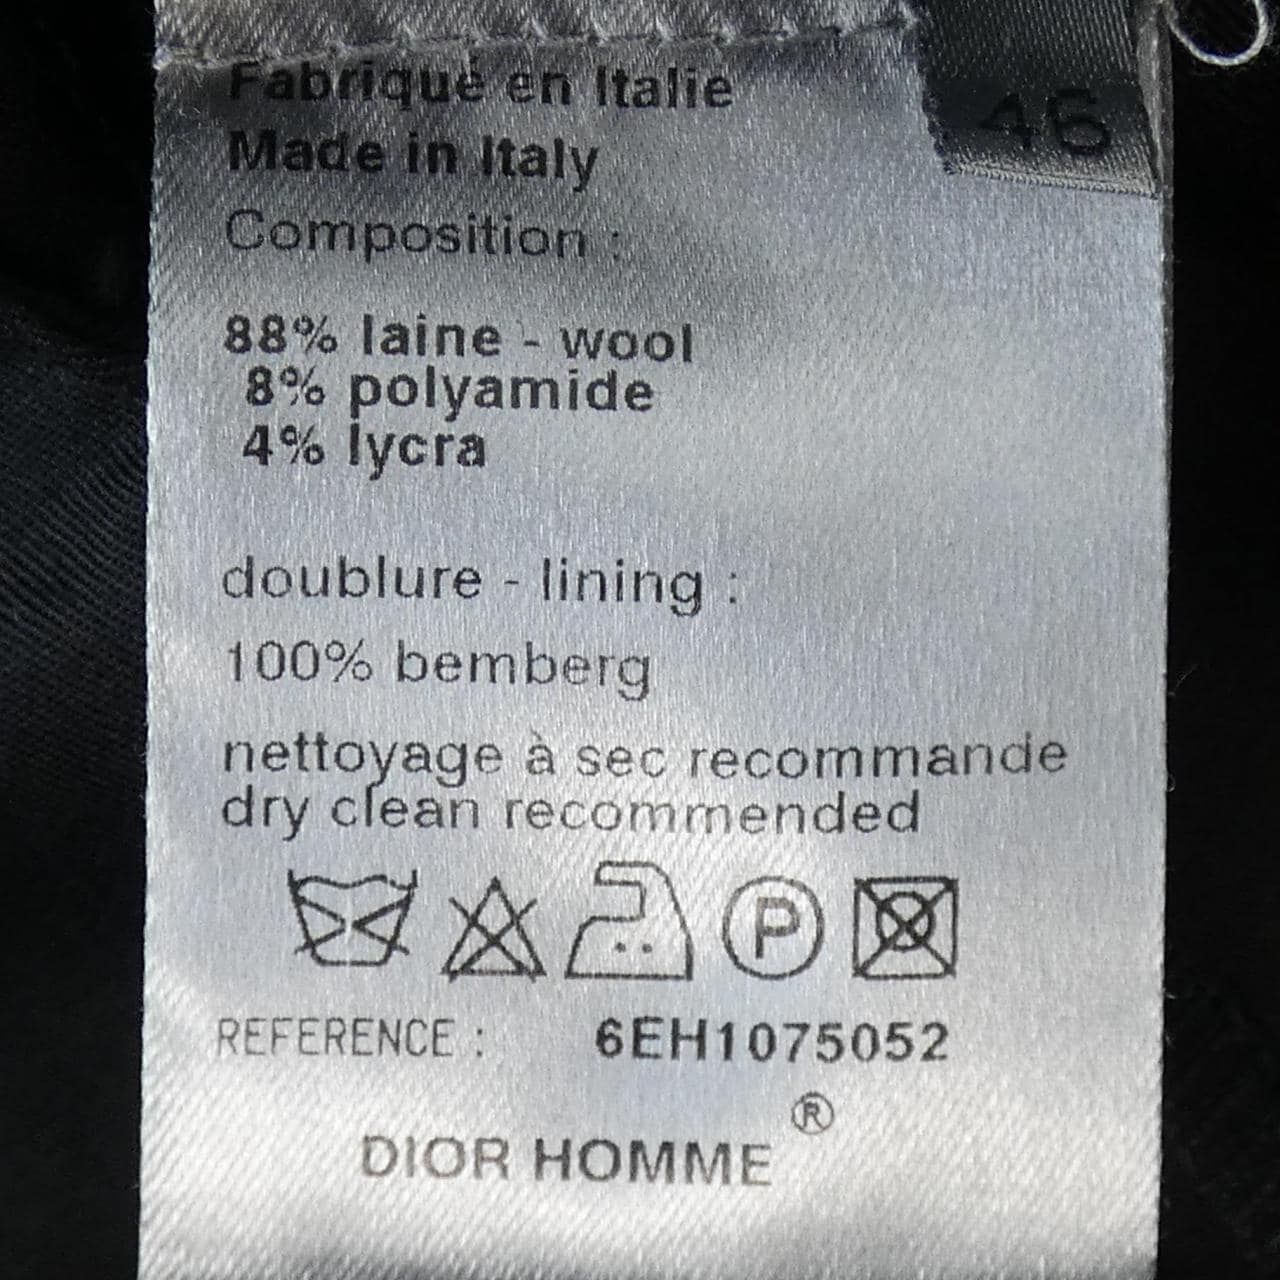 Fabriqué en Italie
46
Made in Italy
Composition :
88% laine - wool
8% polyamide
4% lycra
doublure - lining :
100% bemberg
nettoyage à sec recommande
dry clean recommended
P
REFERENCE : 6EH1075052
DIOR HOMME ®